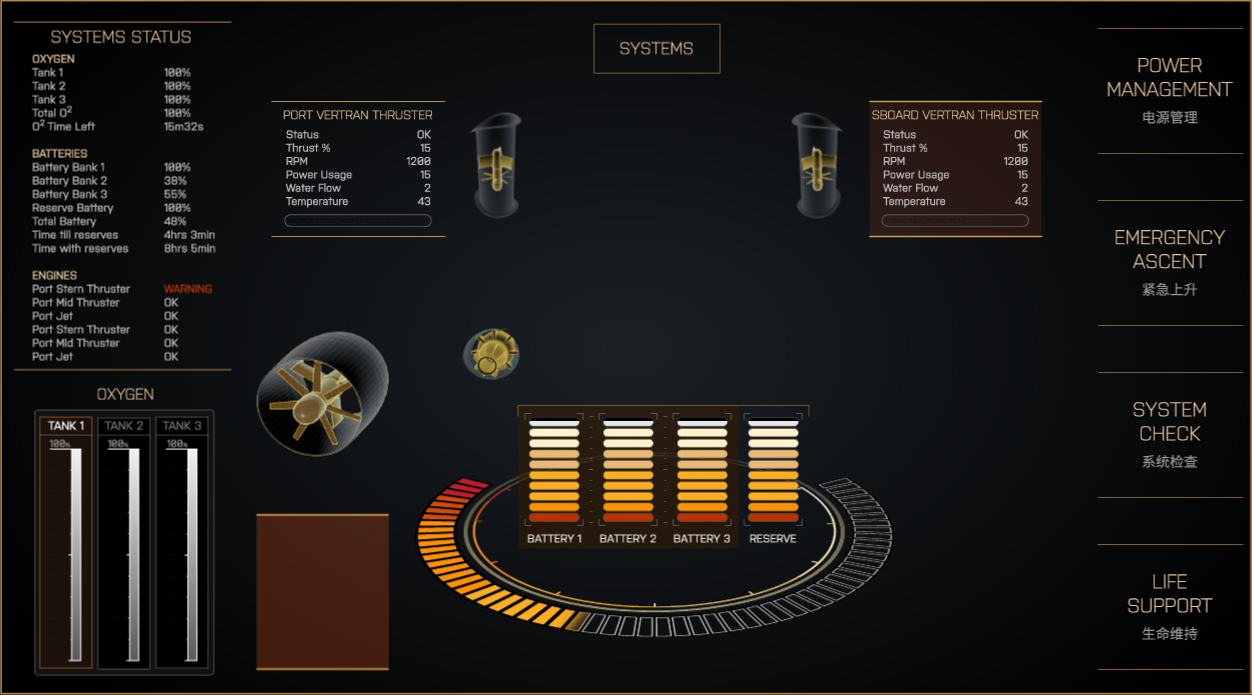 SYSTEMS STATUS
OXYGEN
Tank 1 100%
Tank 2 100%
Tank 3 100%
Total O² 100%
O² Time Left 15m32s
BATTERIES
Battery Bank 1 100%
Battery Bank 2 38%
Battery Bank 3 55%
Reserve Battery 100%
Total Battery 48%
Time till reserves 4hrs 3min
Time with reserves 8hrs 5min
ENGINES
Port Stern Thruster WARNING
Port Mid Thruster OK
Port Jet OK
Port Stern Thruster OK
Port Mid Thruster OK
Port Jet OK
OXYGEN
TANK 1 TANK 2 TANK 3
100% 100% 100%
SYSTEMS
PORT VERTRAN THRUSTER
Status OK
Thrust % 15
RPM 1200
Power Usage 15
Water Flow 2
Temperature 43
SBOARD VERTRAN THRUSTER
Status OK
Thrust % 15
RPM 1200
Power Usage 15
Water Flow 2
Temperature 43
BATTERY 1 BATTERY 2 BATTERY 3 RESERVE
POWER
MANAGEMENT
电源管理
EMERGENCY
ASCENT
紧急上升
SYSTEM
CHECK
系统检查
LIFE
SUPPORT
生命维持